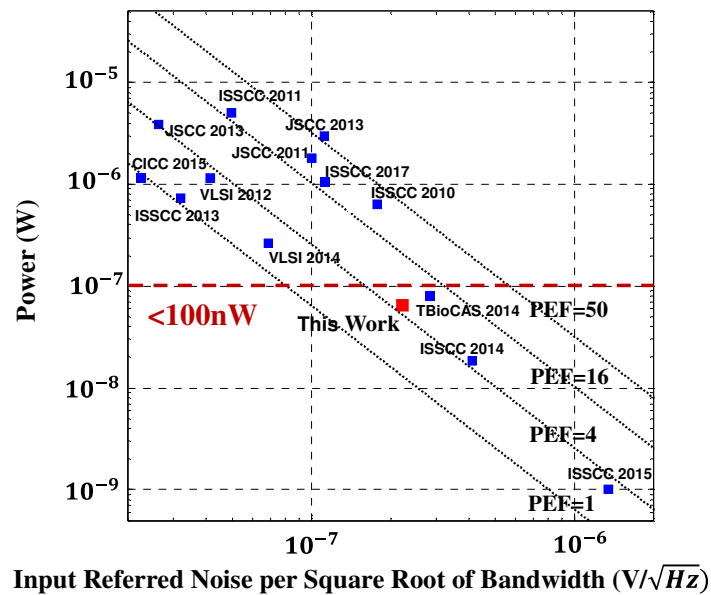 10⁻⁵
ISSCC 2011
JSCC 2013
JSCC 2013
JSCC 2011
CICC 2015
ISSCC 2017
10⁻⁶
VLSI 2012
ISSCC 2010
ISSCC 2013
VLSI 2014
Power (W)
10⁻⁷
<100nW
This Work
TBioCAS.2014
PEF=50
ISSCC 2014
10⁻⁸
PEF=16
PEF=4
ISSCC 2015
10⁻⁹
PEF=1
10⁻⁷
10⁻⁶
Input Referred Noise per Square Root of Bandwidth (V/√Hz)